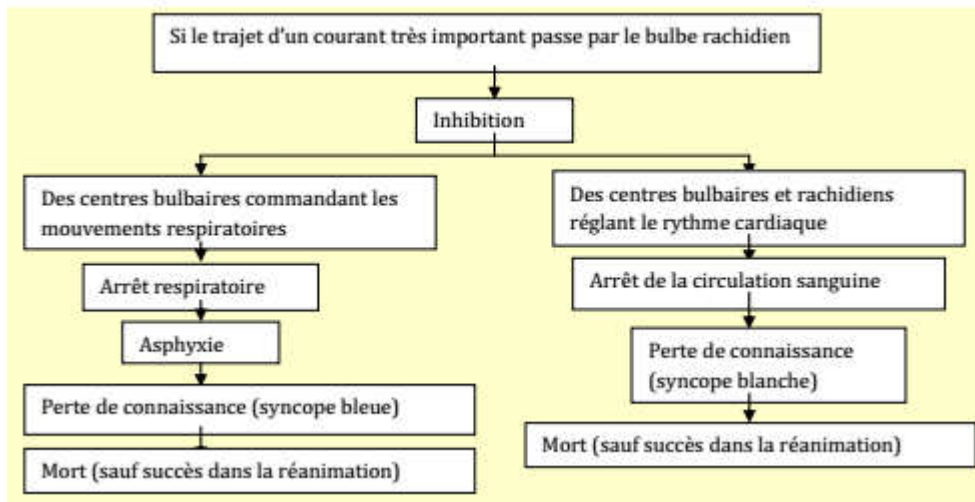 Si le trajet d'un courant très important passe par le bulbe rachidien
Inhibition
Des centres bulbaires commandant les
mouvements respiratoires
Arrêt respiratoire
Asphyxie
Perte de connaissance (syncope bleue)
Mort (sauf succès dans la réanimation)
Des centres bulbaires et rachidiens
réglant le rythme cardiaque
Arrêt de la circulation sanguine
Perte de connaissance
(syncope blanche)
Mort (sauf succès dans la réanimation)